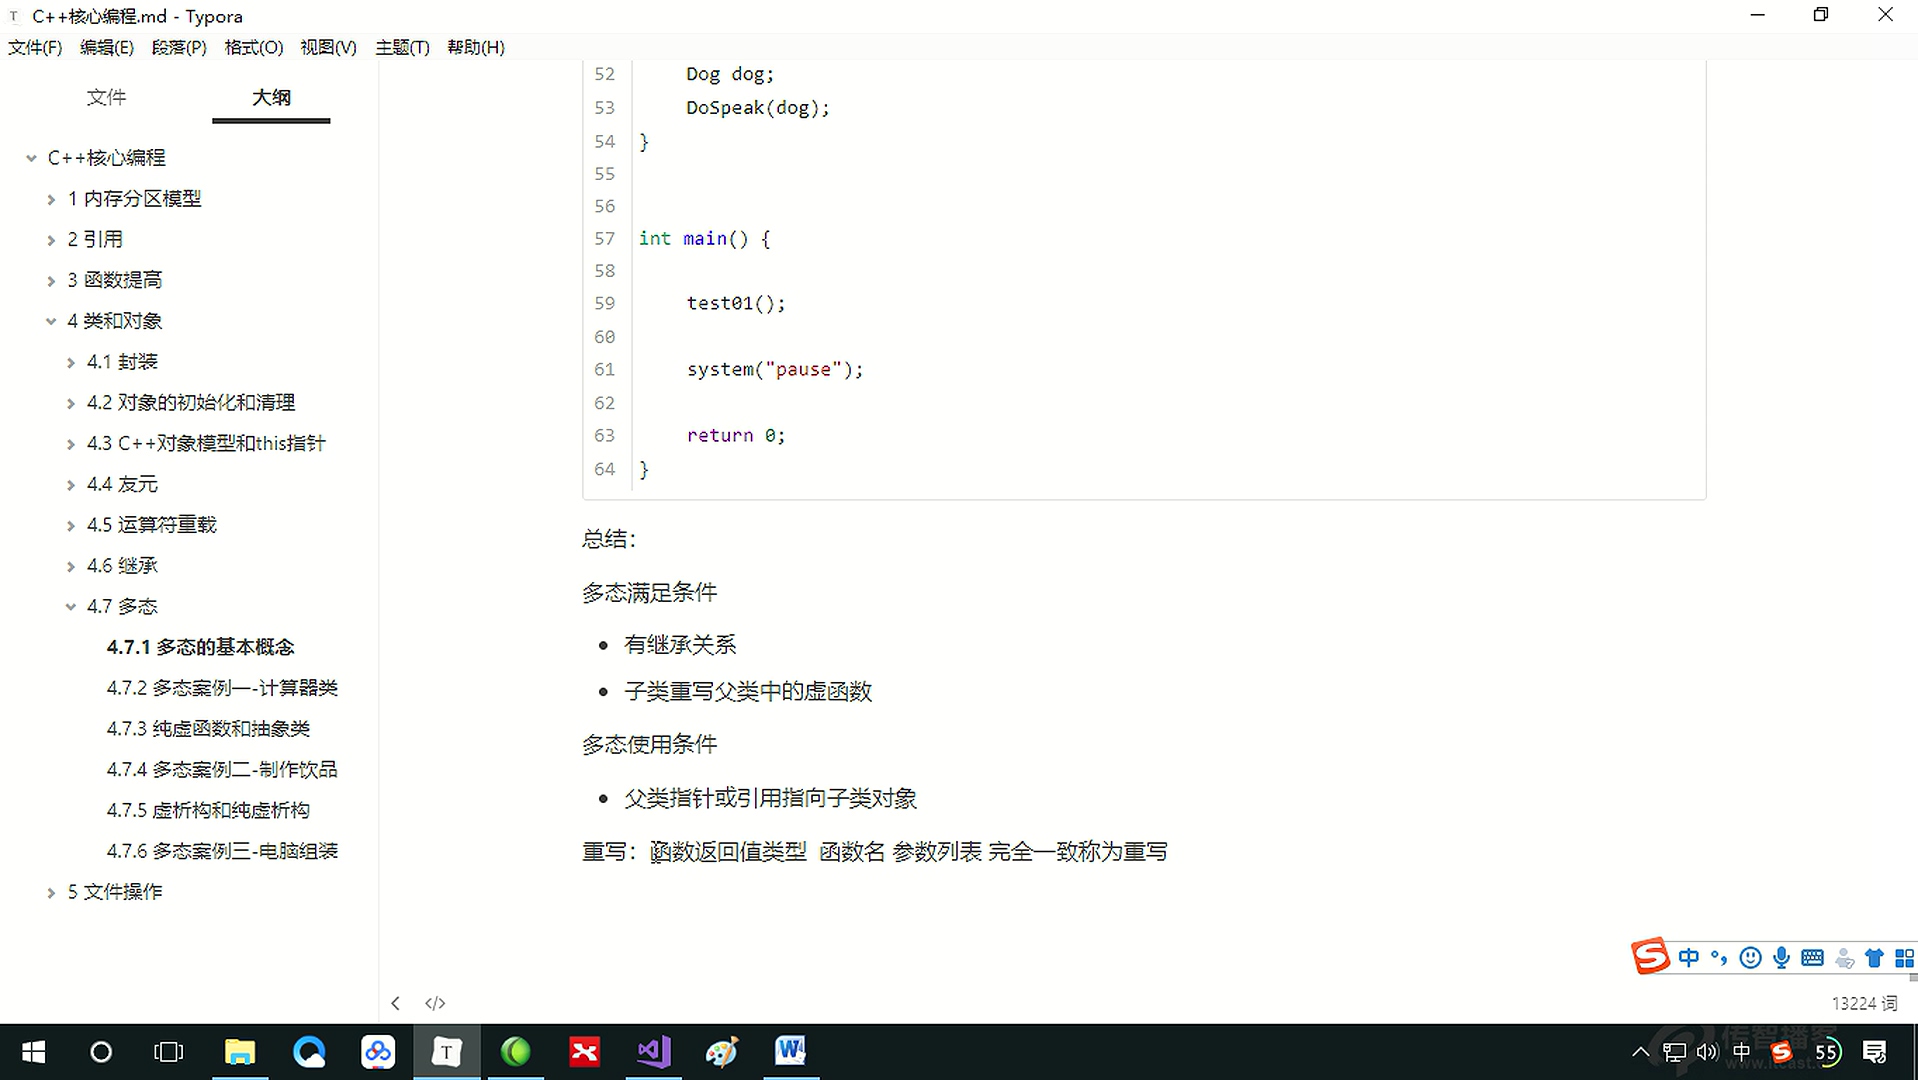 C++核心编程.md - Typora
文件(F) 编辑(E) 段落(P) 格式(O) 视图(V) 主题(T) 帮助(H)
文件 大纲
C++核心编程
1 内存分区模型
2 引用
3 函数提高
4 类和对象
4.1 封装
4.2 对象的初始化和清理
4.3 C++对象模型和this指针
4.4 友元
4.5 运算符重载
4.6 继承
4.7 多态
4.7.1 多态的基本概念
4.7.2 多态案例一-计算器类
4.7.3 纯虚函数和抽象类
4.7.4 多态案例二-制作饮品
4.7.5 虚析构和纯虚析构
4.7.6 多态案例三-电脑组装
5 文件操作
52 Dog dog;
53 DoSpeak(dog);
54 }
55
56
57 int main() {
58
59 test01();
60
61 system("pause");
62
63 return 0;
64 }
总结：
多态满足条件
• 有继承关系
• 子类重写父类中的虚函数
多态使用条件
• 父类指针或引用指向子类对象
重写：函数返回值类型 函数名 参数列表 完全一致称为重写
中
13224 词
中 55
传智播客